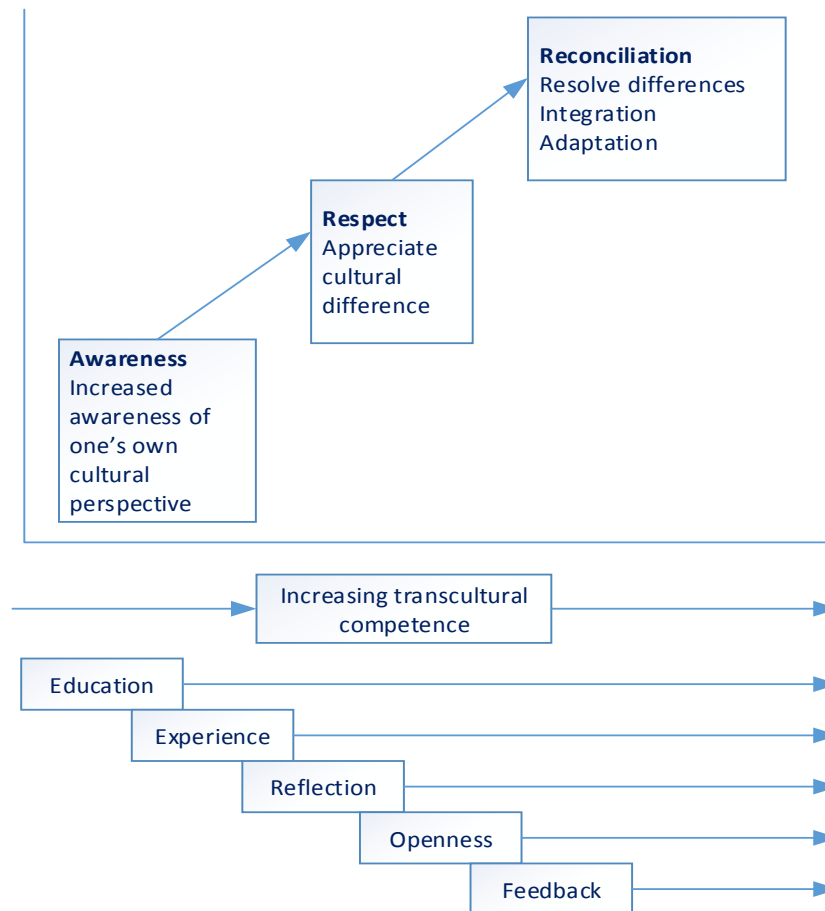 Reconciliation
Resolve differences
Integration
Adaptation
Respect
Appreciate
cultural
difference
Awareness
Increased
awareness of
one’s own
cultural
perspective
Increasing transcultural
competence
Education
Experience
Reflection
Openness
Feedback